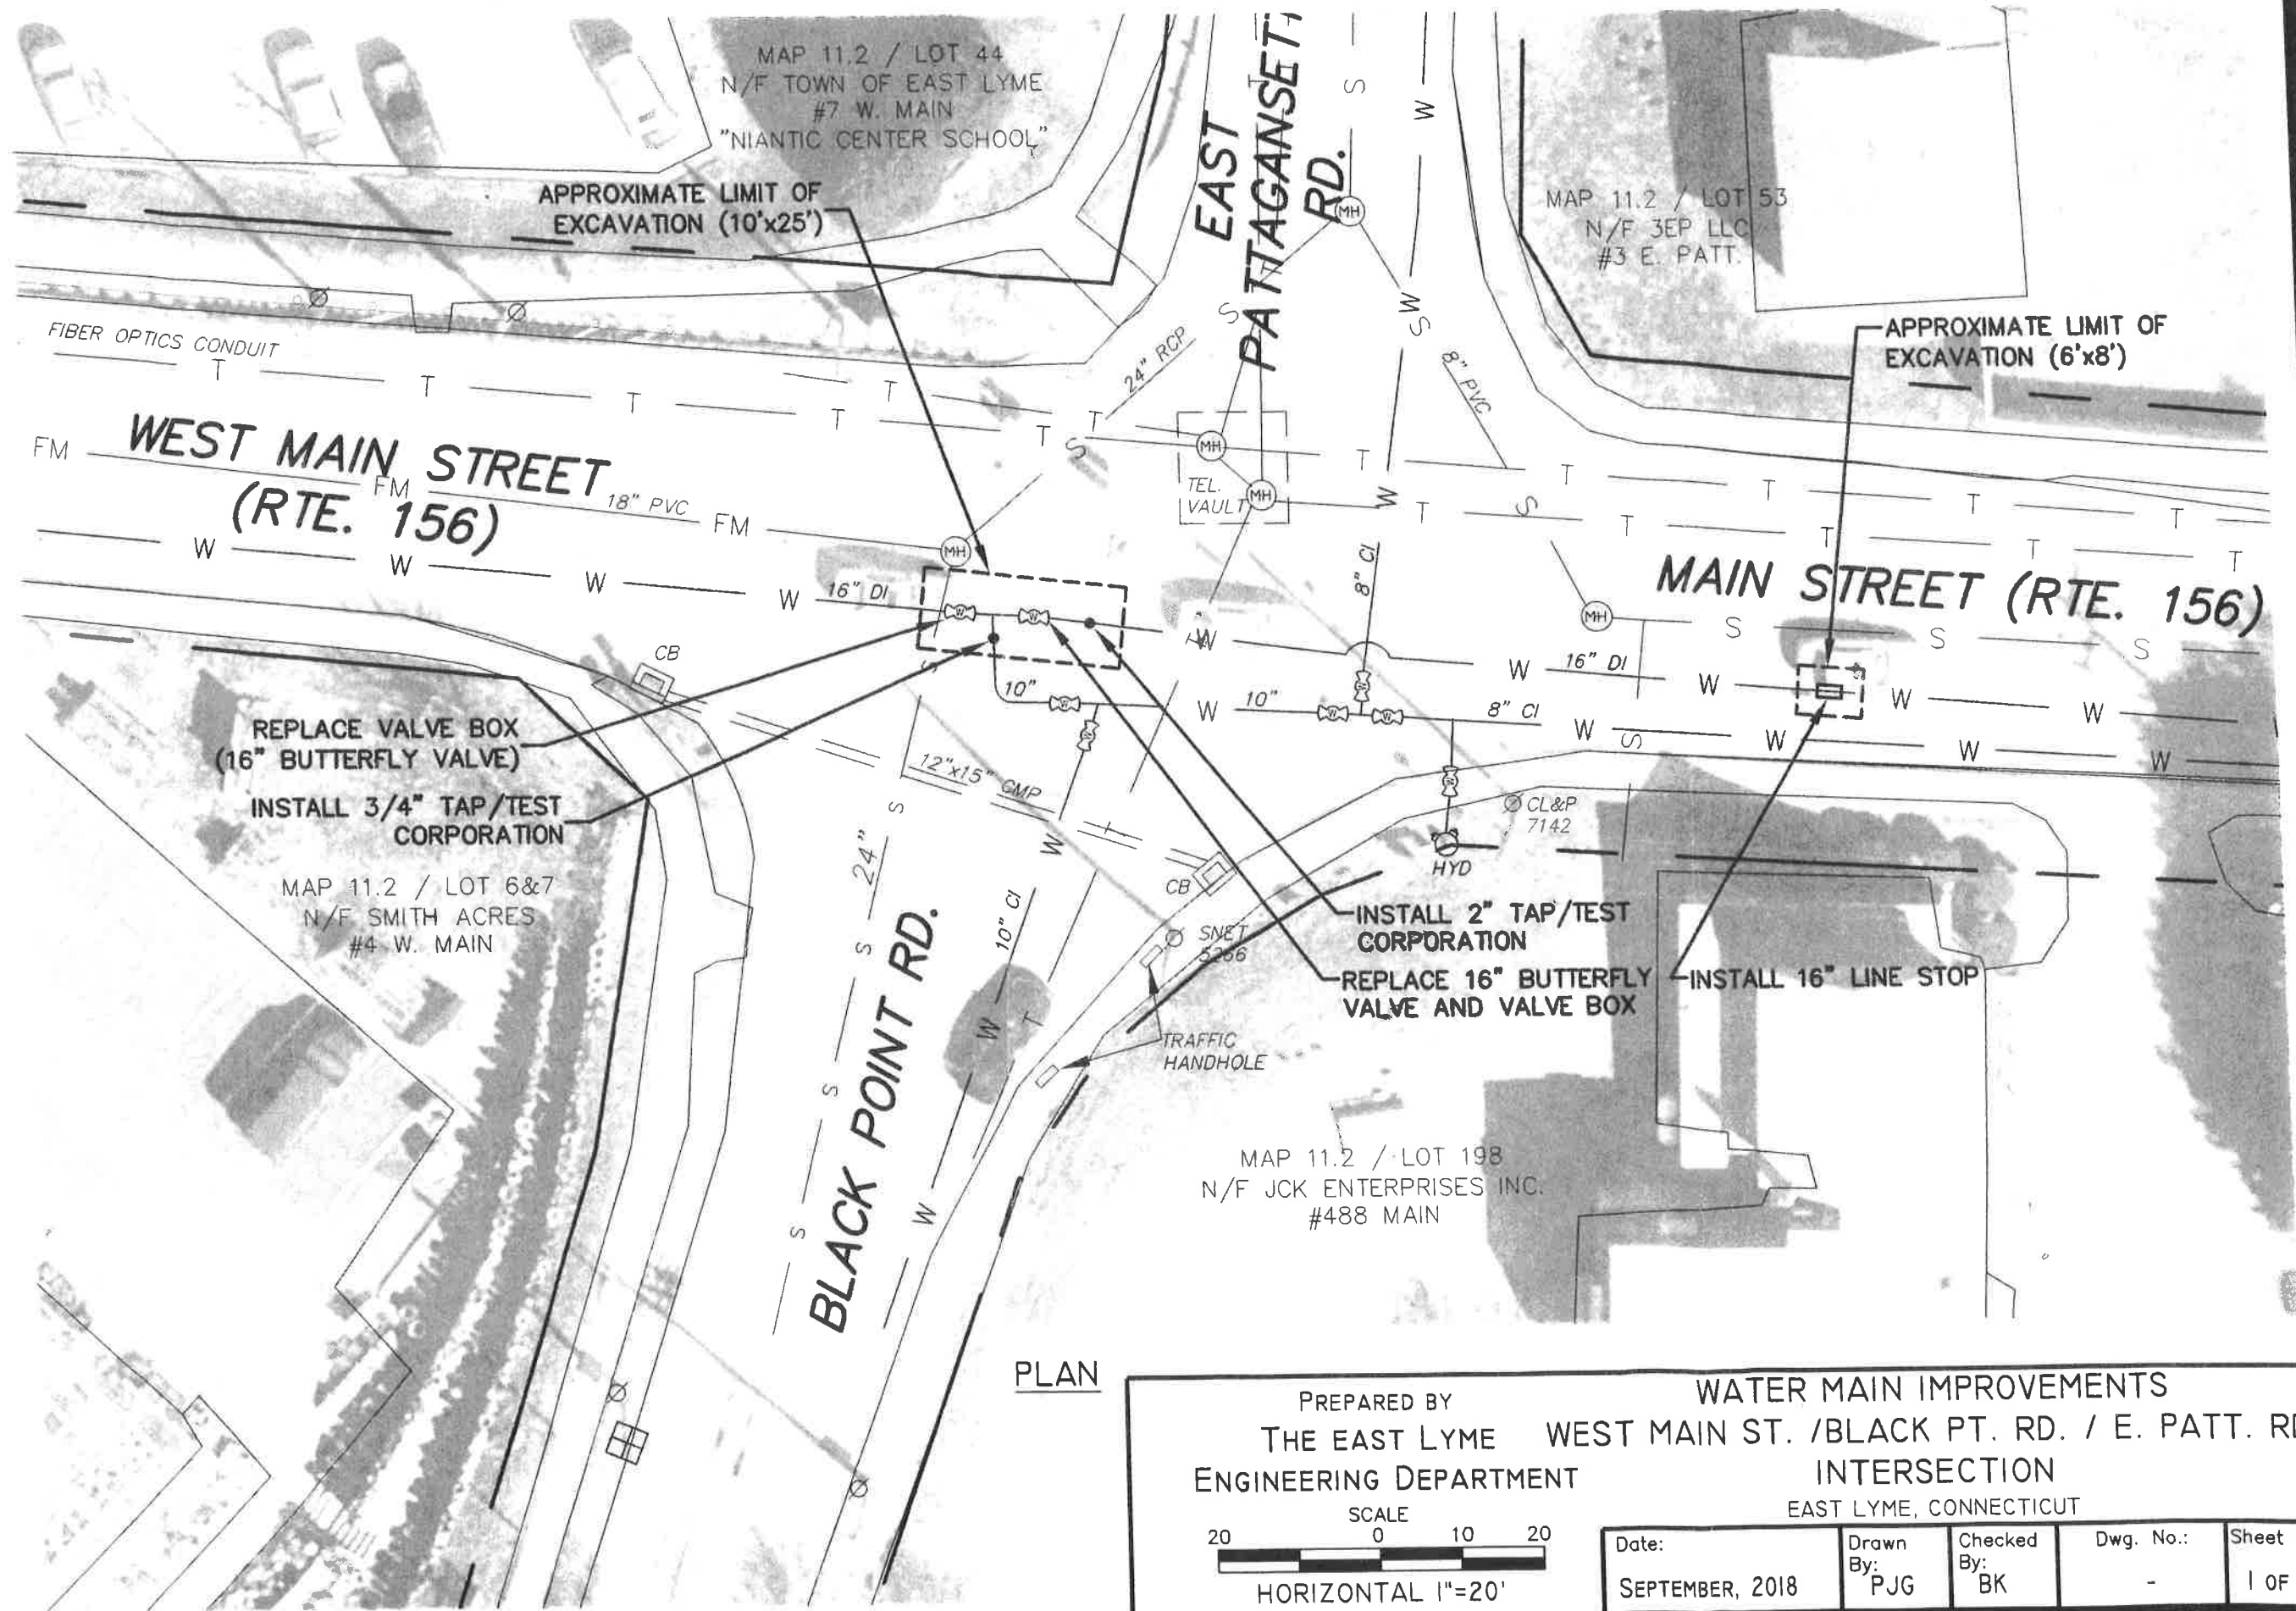 MAP 11.2 / LOT 44
N/F TOWN OF EAST LYME
#7 W. MAIN
"NIANTIC CENTER SCHOOL"
APPROXIMATE LIMIT OF
EXCAVATION (10'x25')
EAST
PATTAGANSETT
RD.
S
W
MH
MAP 11.2 / LOT 53
N/F 3EP LLC
#3 E. PATT.
APPROXIMATE LIMIT OF
EXCAVATION (6'x8')
FIBER OPTICS CONDUIT
T T T T T T T
24" RCP
S
8" PVC
W
S
FM
WEST MAIN STREET
(RTE. 156)
FM
18" PVC
FM
MH
MH
TEL.
VAULT
MH
T T T T T
T T T T T
W
S
8" CI
MAIN STREET (RTE. 156)
W W W W
16" DI
W
MH
S S S
W
16" DI
W W W
CB
10"
W
10"
8" CI
W W W W
S
REPLACE VALVE BOX
(16" BUTTERFLY VALVE)
INSTALL 3/4" TAP/TEST
CORPORATION
12"x15" CMP
S
24"
S
W
CL&P
7142
HYD
MAP 11.2 / LOT 6&7
N/F SMITH ACRES
#4 W. MAIN
CB
10" CI
SNET
5266
INSTALL 2" TAP/TEST
CORPORATION
REPLACE 16" BUTTERFLY
VALVE AND VALVE BOX
INSTALL 16" LINE STOP
BLACK POINT RD.
W
T
TRAFFIC
HANDHOLE
S
W
MAP 11.2 / LOT 198
N/F JCK ENTERPRISES INC.
#488 MAIN
PLAN
PREPARED BY
THE EAST LYME
ENGINEERING DEPARTMENT
SCALE
20 0 10 20
HORIZONTAL 1"=20'
WATER MAIN IMPROVEMENTS
WEST MAIN ST. /BLACK PT. RD. / E. PATT.
INTERSECTION
EAST LYME, CONNECTICUT
Date:
SEPTEMBER, 2018
Drawn
By:
PJG
Checked
By:
BK
Dwg. No.:
-
Sheet
1 OF